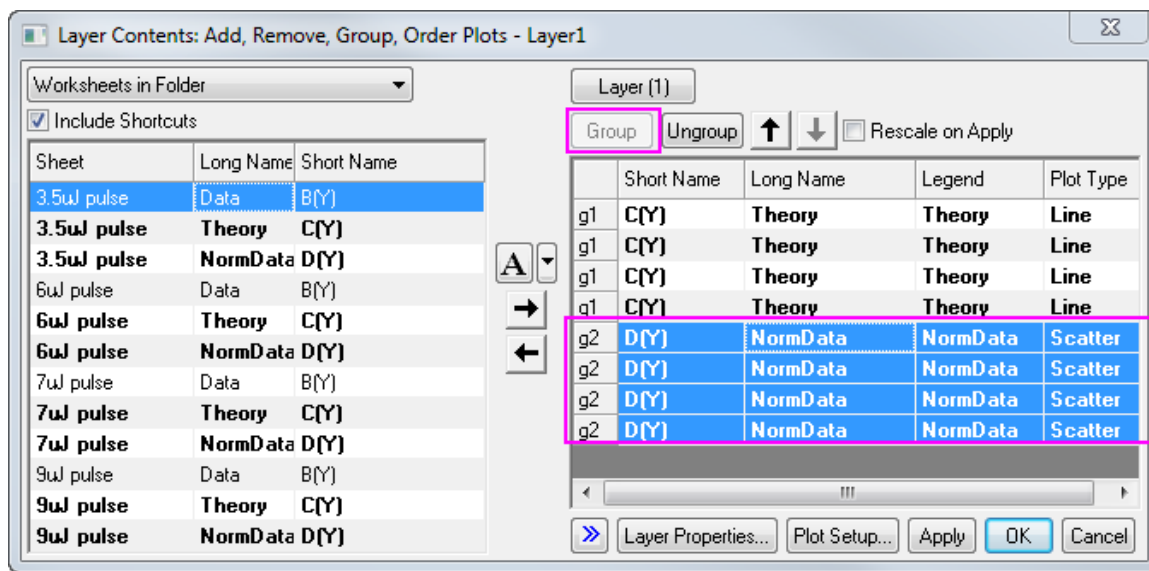 Layer Contents: Add, Remove, Group, Order Plots - Layer1
Worksheets in Folder
Include Shortcuts
Sheet Long Name Short Name
3.5uJ pulse Data B(Y)
3.5uJ pulse Theory C(Y)
3.5uJ pulse NormData D(Y)
6uJ pulse Data B(Y)
6uJ pulse Theory C(Y)
6uJ pulse NormData D(Y)
7uJ pulse Data B(Y)
7uJ pulse Theory C(Y)
7uJ pulse NormData D(Y)
9uJ pulse Data B(Y)
9uJ pulse Theory C(Y)
9uJ pulse NormData D(Y)
A
Layer (1)
Group Ungroup Rescale on Apply
Short Name Long Name Legend Plot Type
g1 C(Y) Theory Theory Line
g1 C(Y) Theory Theory Line
g1 C(Y) Theory Theory Line
g1 C(Y) Theory Theory Line
g2 D(Y) NormData NormData Scatter
g2 D(Y) NormData NormData Scatter
g2 D(Y) NormData NormData Scatter
g2 D(Y) NormData NormData Scatter
Layer Properties... Plot Setup... Apply OK Cancel